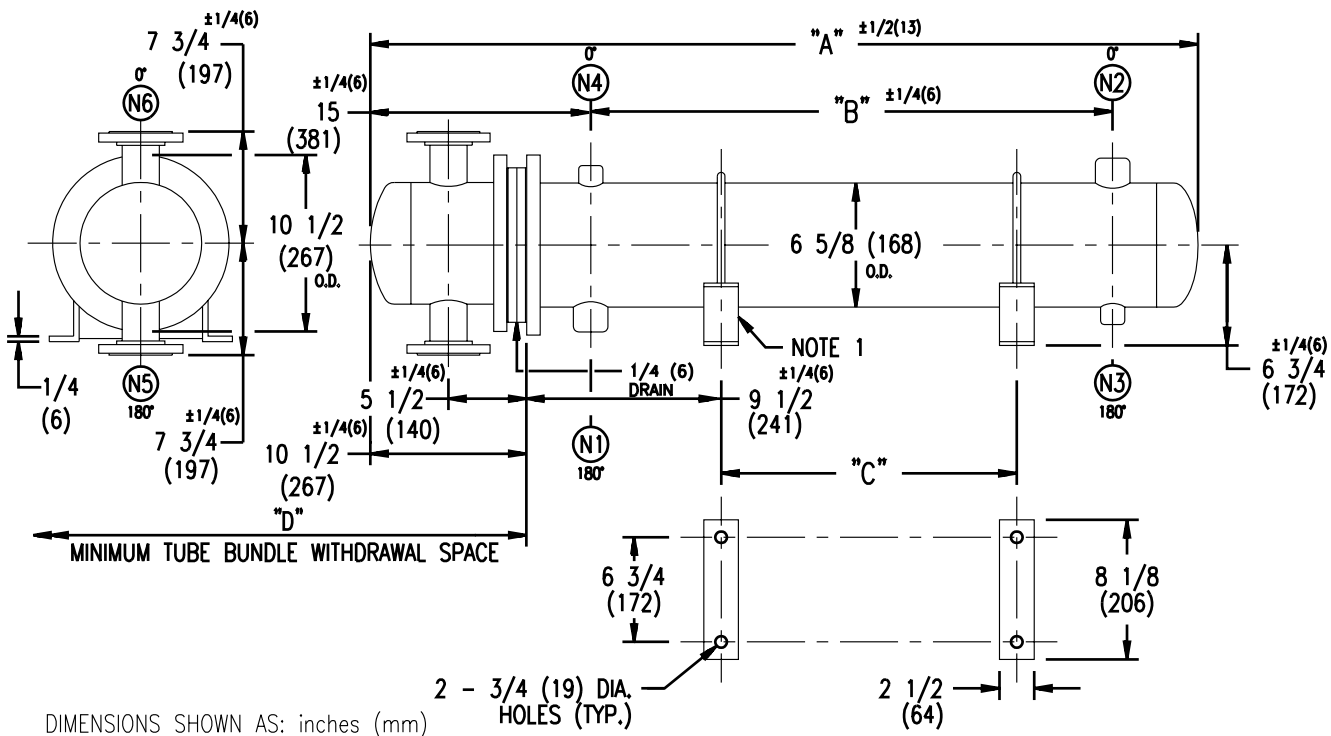 ±1/4(6)
7 3/4
(197)
0°
N6
10 1/2
(267)
O.D.
1/4
(6)
N5
180°
±1/4(6)
7 3/4
(197)
"A" ±1/2(13)
±1/4(6)
15
(381)
0°
N4
"B" ±1/4(6)
0°
N2
6 5/8 (168)
O.D.
NOTE 1
±1/4(6)
6 3/4
(172)
N3
180°
±1/4(6)
5 1/2
(140)
1/4 (6)
DRAIN
±1/4(6)
9 1/2
(241)
±1/4(6)
10 1/2
(267)
N1
180°
"C"
"D"
MINIMUM TUBE BUNDLE WITHDRAWAL SPACE
6 3/4
(172)
8 1/8
(206)
2 - 3/4 (19) DIA.
HOLES (TYP.)
2 1/2
(64)
DIMENSIONS SHOWN AS: inches (mm)